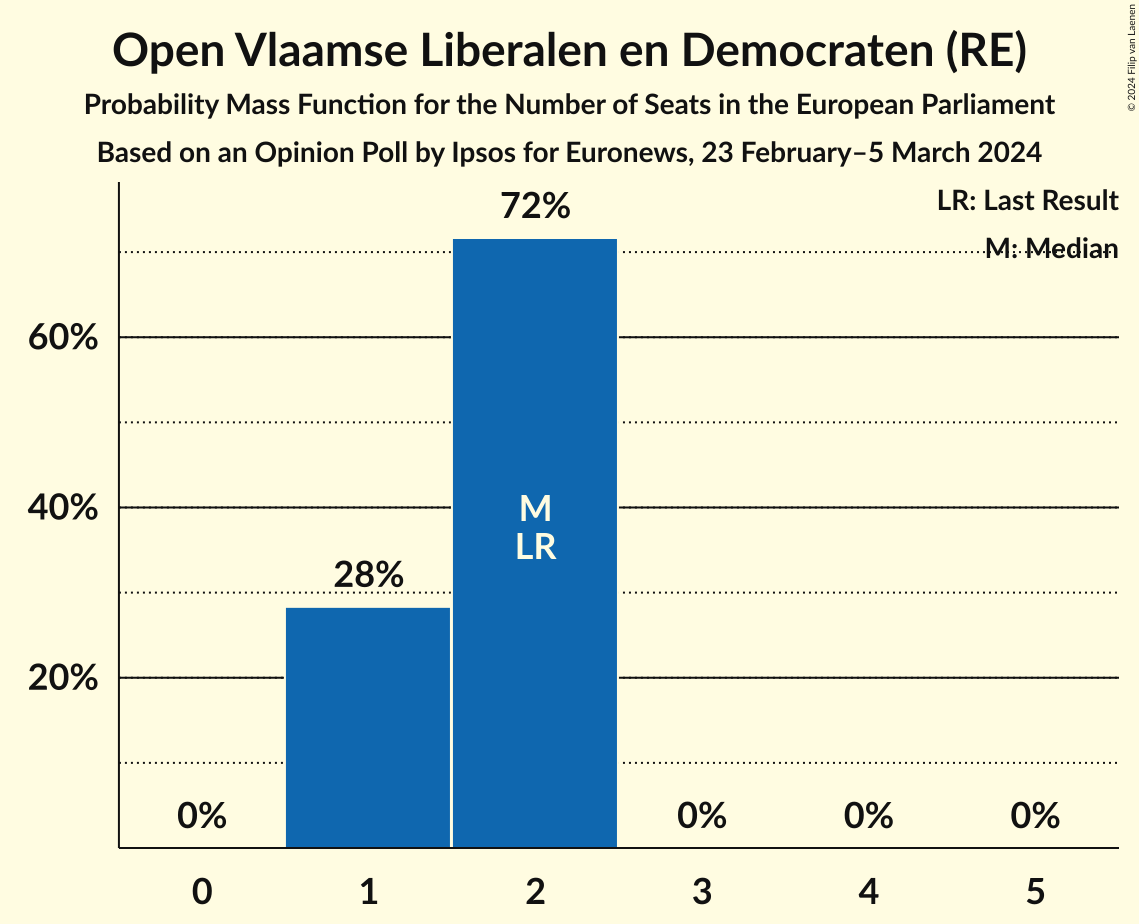 Open Vlaamse Liberalen en Democraten (RE)
Probability Mass Function for the Number of Seats in the European Parliament
Based on an Opinion Poll by Ipsos for Euronews, 23 February–5 March 2024
© 2024 Filip van Laenen
LR: Last Result
M: Median
72%
60%
40%
M
LR
28%
20%
0%
0%
0%
0%
0
1
2
3
4
5